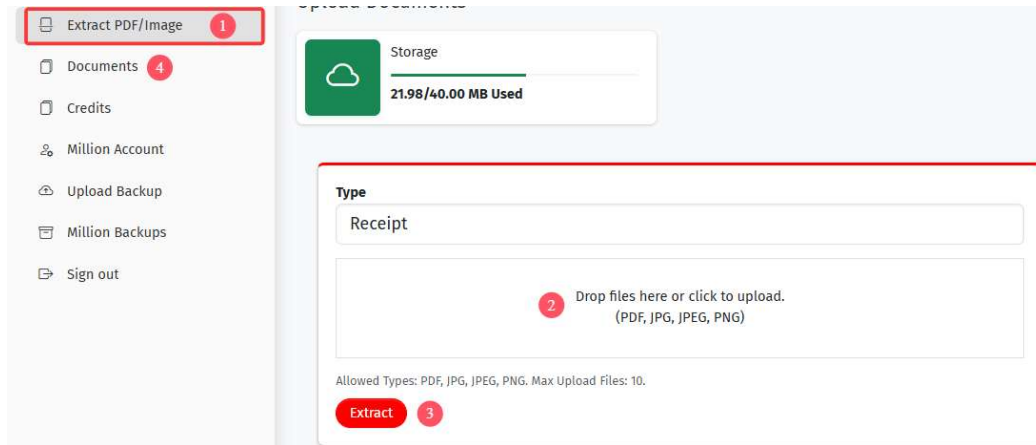 Extract PDF/Image 1
Documents 4
Credits
Million Account
Upload Backup
Million Backups
Sign out
Upload Documents
Storage
21.98/40.00 MB Used
Type
Receipt
2 Drop files here or click to upload.
(PDF, JPG, JPEG, PNG)
Allowed Types: PDF, JPG, JPEG, PNG. Max Upload Files: 10.
Extract 3